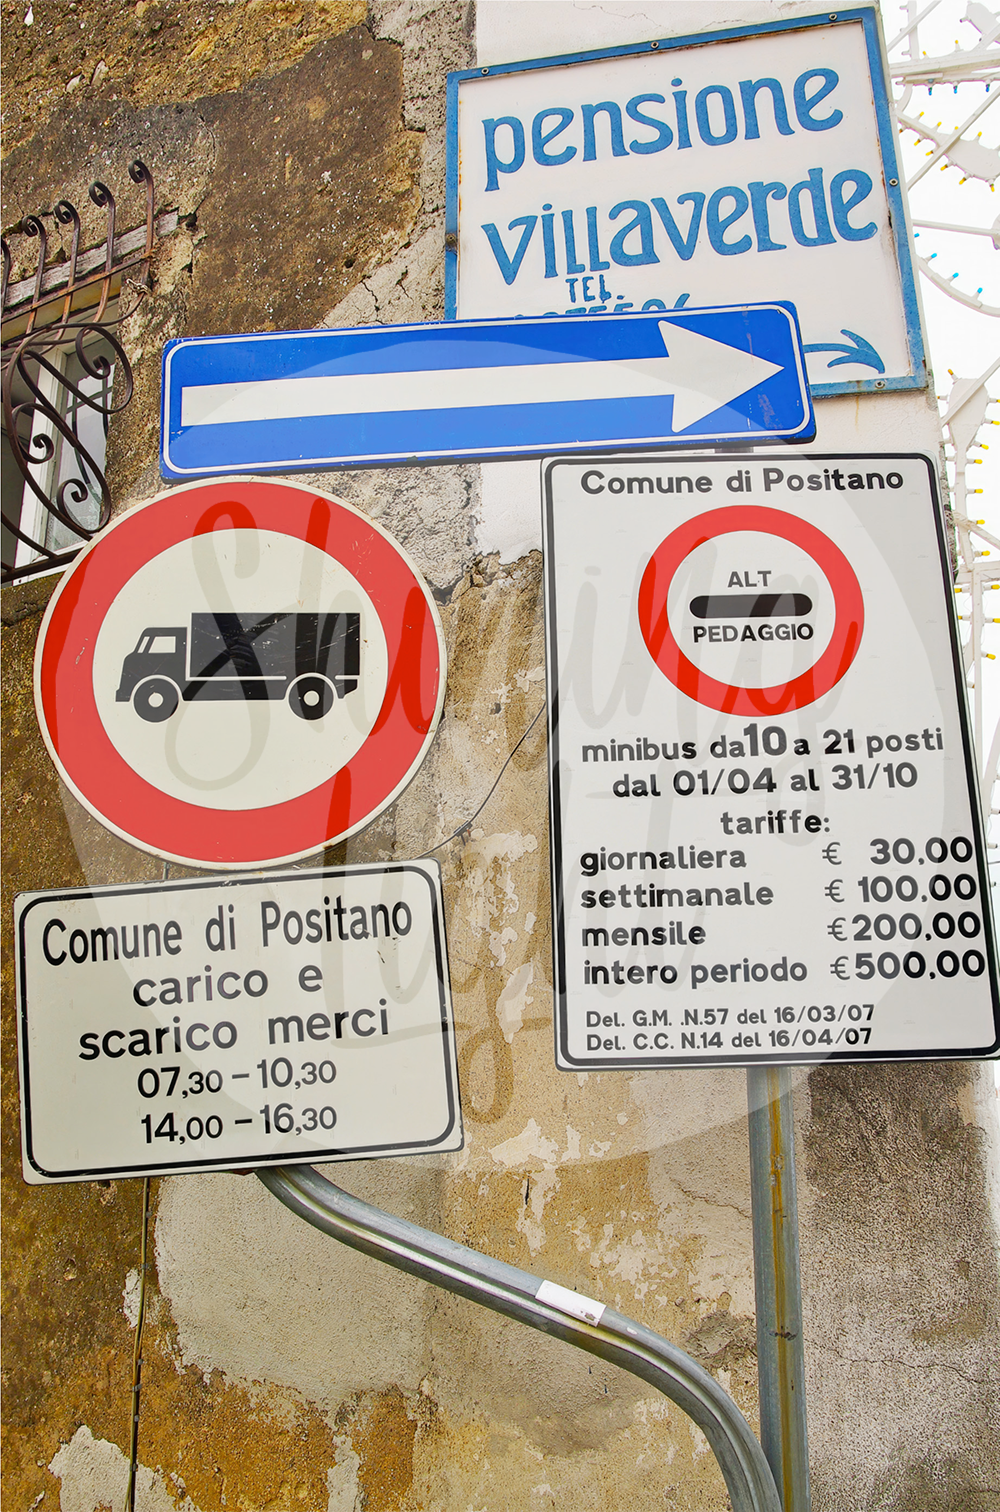 pensione
villaverde
TEL.
Comune di Positano
ALT
PEDAGGIO
minibus da 10 a 21 posti
dal 01/04 al 31/10
tariffe:
giornaliera € 30.00
settimanale € 100.00
mensile € 200.00
intero periodo € 500.00
Del. G.M. .N.57 del 16/03/07
Del. C.C. N.14 del 16/04/07
Comune di Positano
carico e
scarico merci
07,30 - 10,30
14,00 - 16,30
Shining
Light